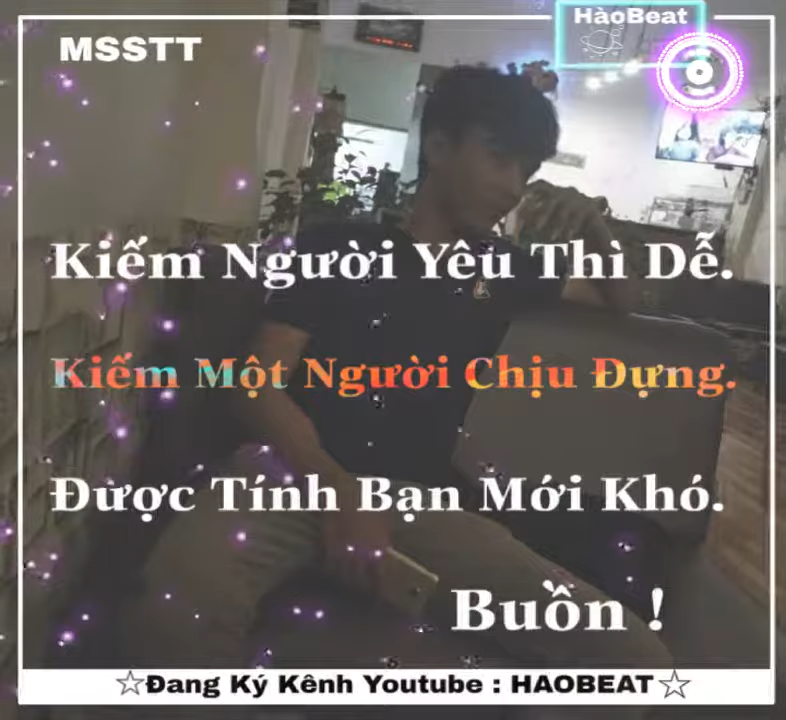 HàoBeat
MSSTT
Kiếm Người Yêu Thì Dễ.
Kiếm Một Người Chịu Đựng.
Được Tính Bạn Mới Khó.
Buồn !
☆Đang Ký Kênh Youtube : HAOBEAT☆